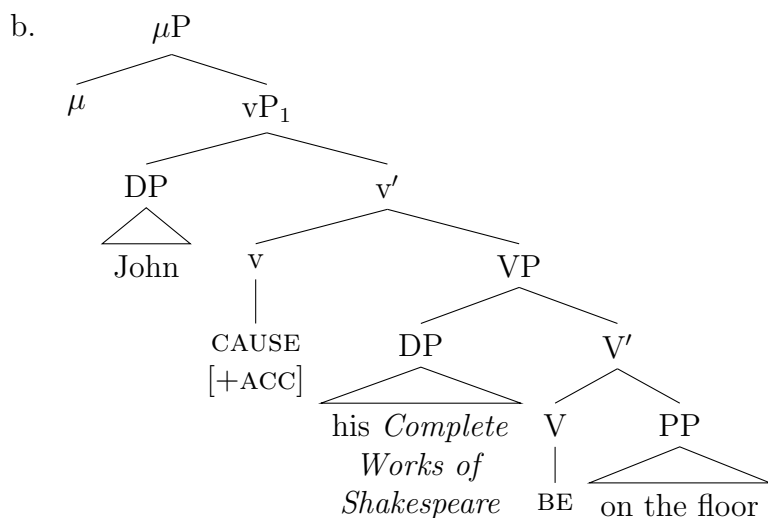 b.
μP
μ
vP₁
DP
v′
John
v
VP
CAUSE
[+ACC]
DP
V′
his Complete
Works of
Shakespeare
V
PP
BE
on the floor